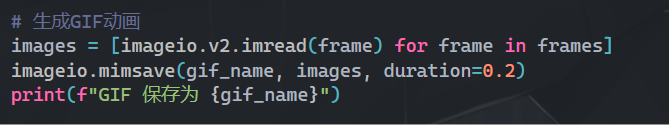 # 生成GIF动画
images = [imageio.v2.imread(frame) for frame in frames]
imageio.mimsave(gif_name, images, duration=0.2)
print(f"GIF 保存为 {gif_name}")